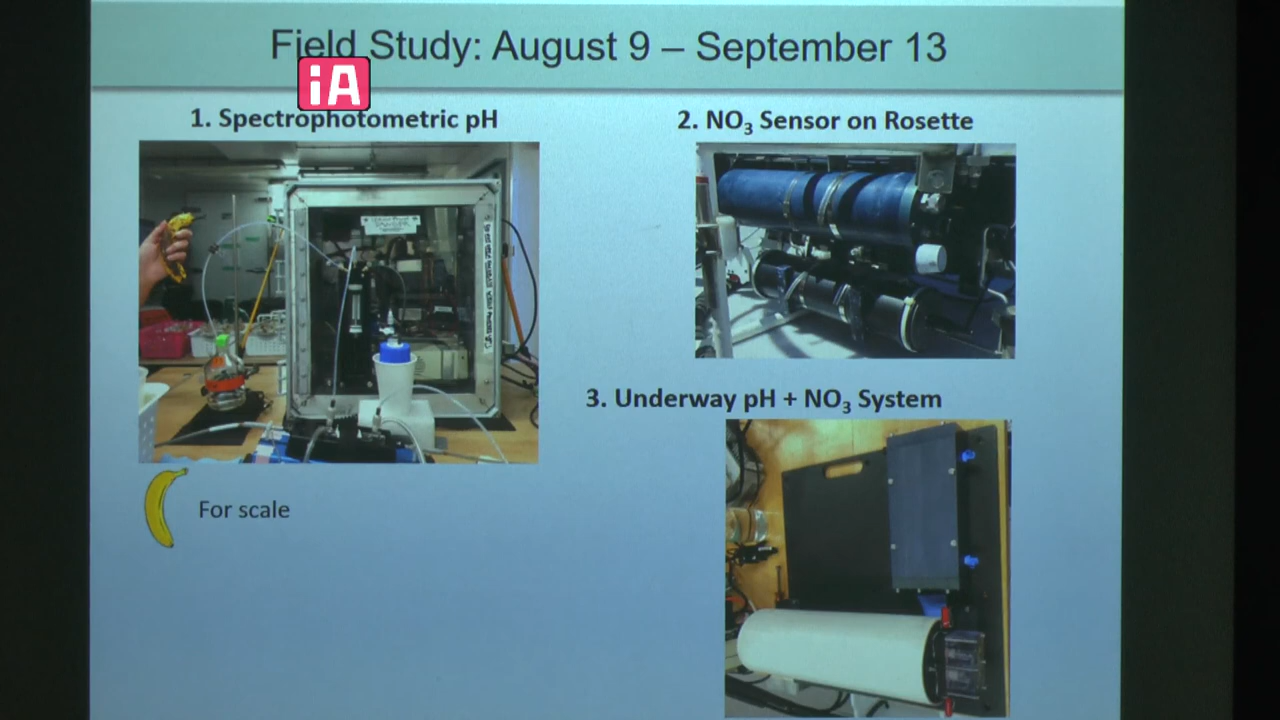 Field Study: August 9 – September 13
iA
1. Spectrophotometric pH
2. NO₃ Sensor on Rosette
3. Underway pH + NO₃ System
For scale